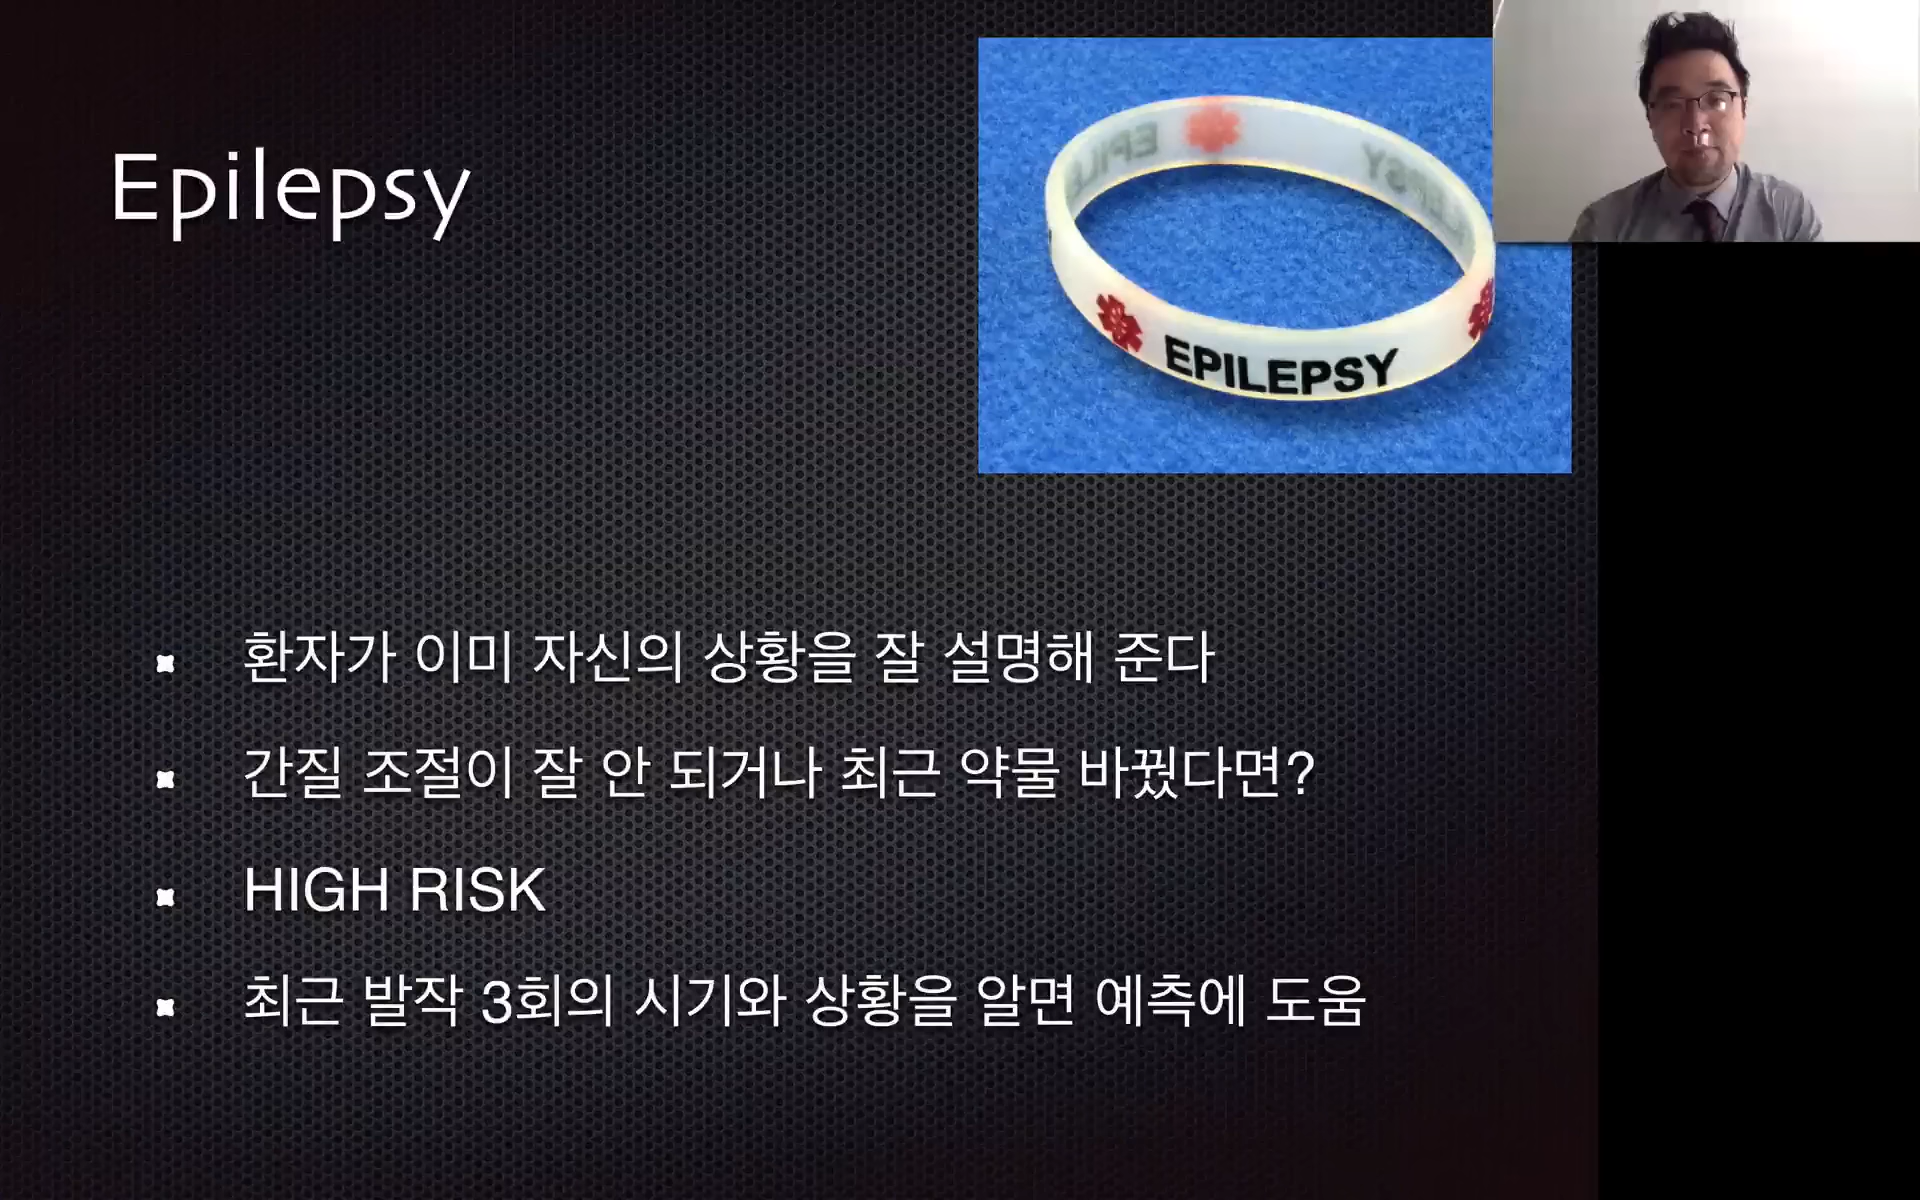 Epilepsy
EPILEPSY
환자가 이미 자신의 상황을 잘 설명해 준다
간질 조절이 잘 안 되거나 최근 약물 바꿨다면?
HIGH RISK
최근 발작 3회의 시기와 상황을 알면 예측에 도움